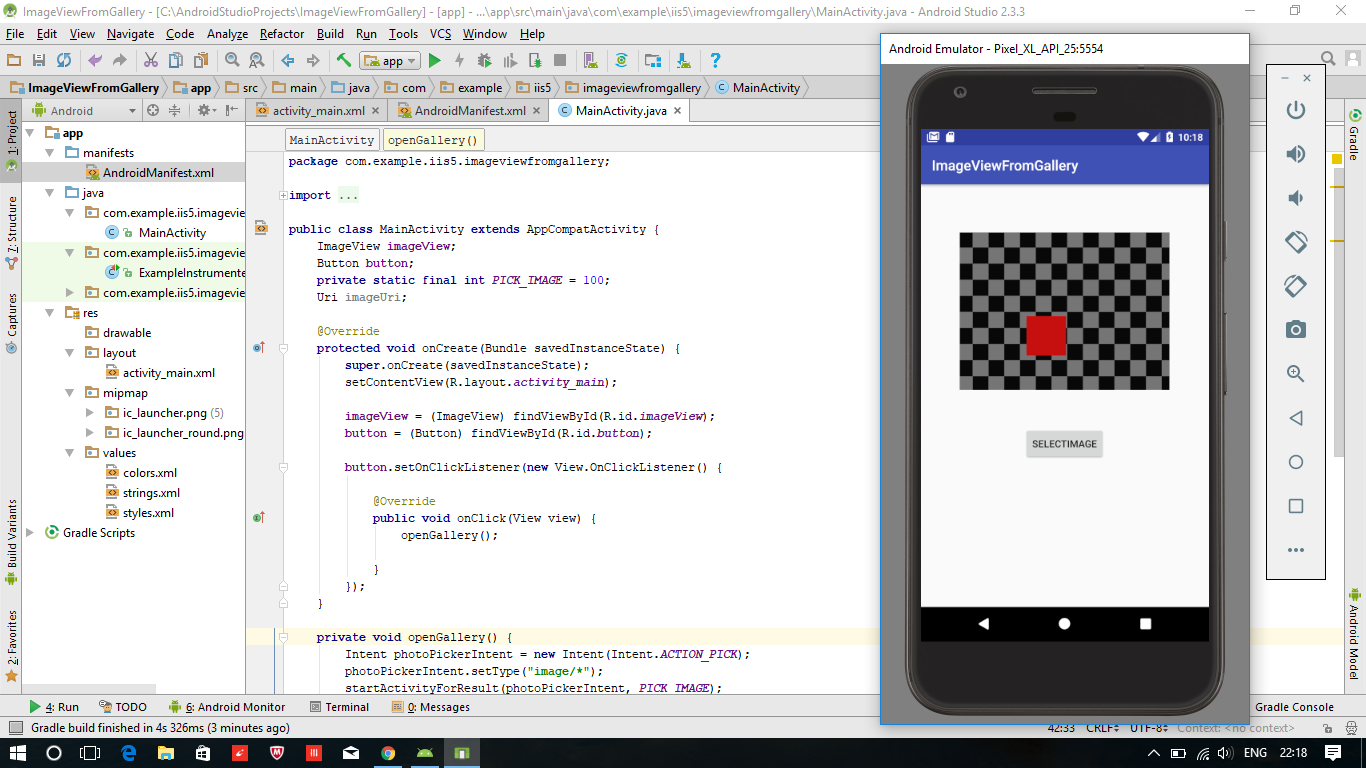 ImageViewFromGallery - [C:\AndroidStudioProjects\ImageViewFromGallery] - [app] - ...\app\src\main\java\com\example\iis5\imageviewfromgallery\MainActivity.java - Android Studio 2.3.3
File Edit View Navigate Code Analyze Refactor Build Run Tools VCS Window Help
app
ImageViewFromGallery app src main java com example iis5 imageviewfromgallery MainActivity
Android
activity_main.xml AndroidManifest.xml MainActivity.java
1: Project
7: Structure
Captures
Build Variants
2: Favorites
app
manifests
AndroidManifest.xml
java
com.example.iis5.imagevie
MainActivity
com.example.iis5.imagevie
ExampleInstrumente
com.example.iis5.imagevie
res
drawable
layout
activity_main.xml
mipmap
ic_launcher.png (5)
ic_launcher_round.png
values
colors.xml
strings.xml
styles.xml
Gradle Scripts
MainActivity openGallery()
package com.example.iis5.imageviewfromgallery;
import ...
public class MainActivity extends AppCompatActivity {
ImageView imageView;
Button button;
private static final int PICK_IMAGE = 100;
Uri imageUri;
@Override
protected void onCreate(Bundle savedInstanceState) {
super.onCreate(savedInstanceState);
setContentView(R.layout.activity_main);
imageView = (ImageView) findViewById(R.id.imageView);
button = (Button) findViewById(R.id.button);
button.setOnClickListener(new View.OnClickListener() {
@Override
public void onClick(View view) {
openGallery();
}
});
}
private void openGallery() {
Intent photoPickerIntent = new Intent(Intent.ACTION_PICK);
photoPickerIntent.setType("image/*");
startActivityForResult(photoPickerIntent, PICK_IMAGE);
Android Emulator - Pixel_XL_API_25:5554
10:18
ImageViewFromGallery
SELECTIMAGE
Gradle
Android Model
4: Run TODO 6: Android Monitor Terminal 0: Messages Gradle Console
Gradle build finished in 4s 326ms (3 minutes ago) 42:33 CRLF UTF-8 Context: <no context>
ENG 22:18